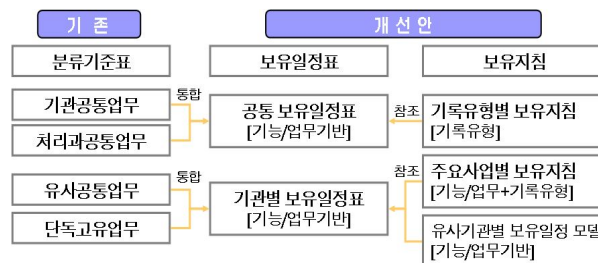 기 존
개 선 안
분류기준표
보유일정표
보유지침
기관공통업무
통합
처리과공통업무
공통 보유일정표
[기능/업무기반]
참조
기록유형별 보유지침
[기록유형]
유사공통업무
통합
단독고유업무
기관별 보유일정표
[기능/업무기반]
참조
주요사업별 보유지침
[기능/업무+기록유형]
유사기관별 보유일정 모델
[기능/업무기반]